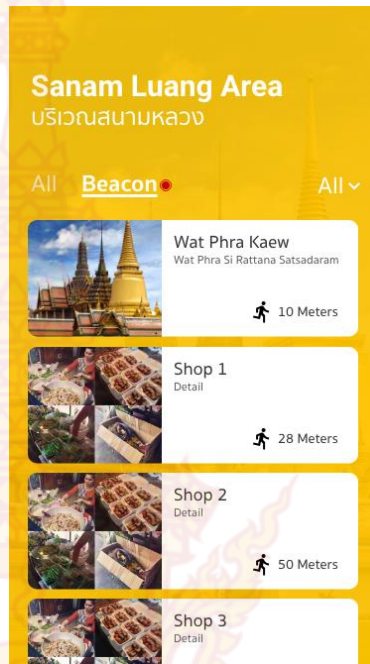 Sanam Luang Area
บริเวณสนามหลวง
All Beacon All
Wat Phra Kaew
Wat Phra Si Rattana Satsadaram
10 Meters
Shop 1
Detail
28 Meters
Shop 2
Detail
50 Meters
Shop 3
Detail